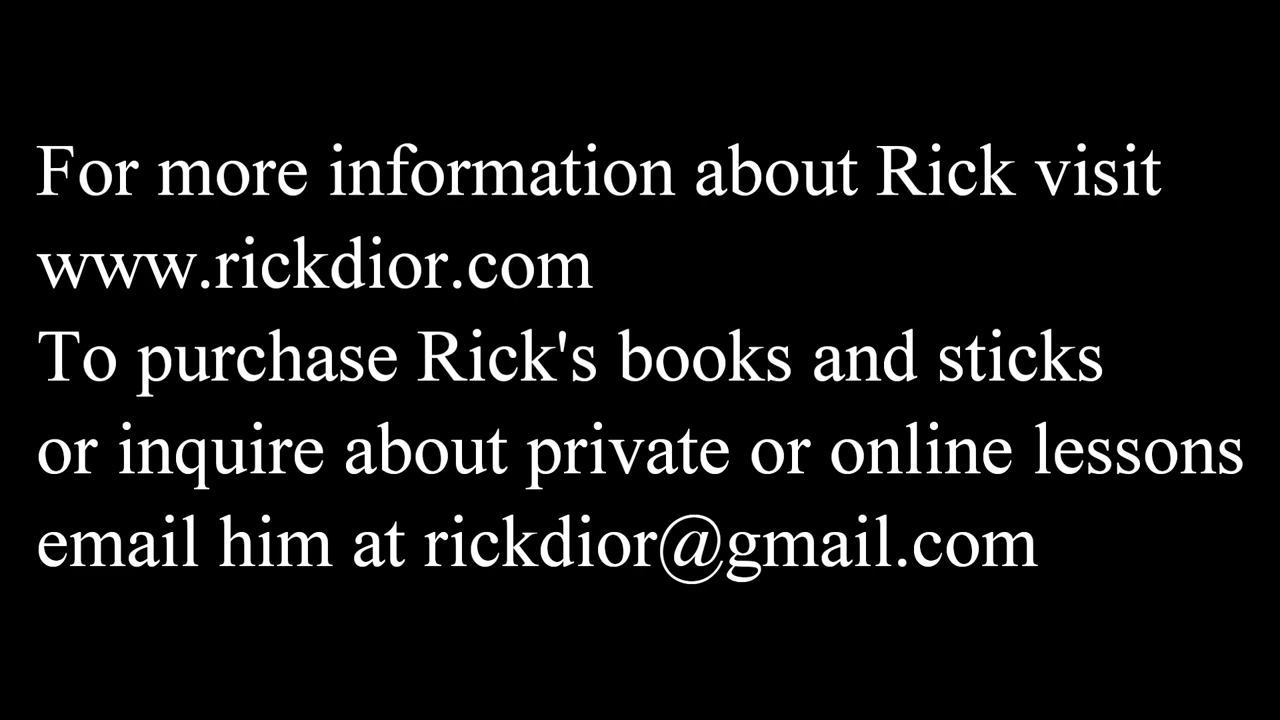 For more information about Rick visit
www.rickdior.com
To purchase Rick's books and sticks
or inquire about private or online lessons
email him at rickdior@gmail.com